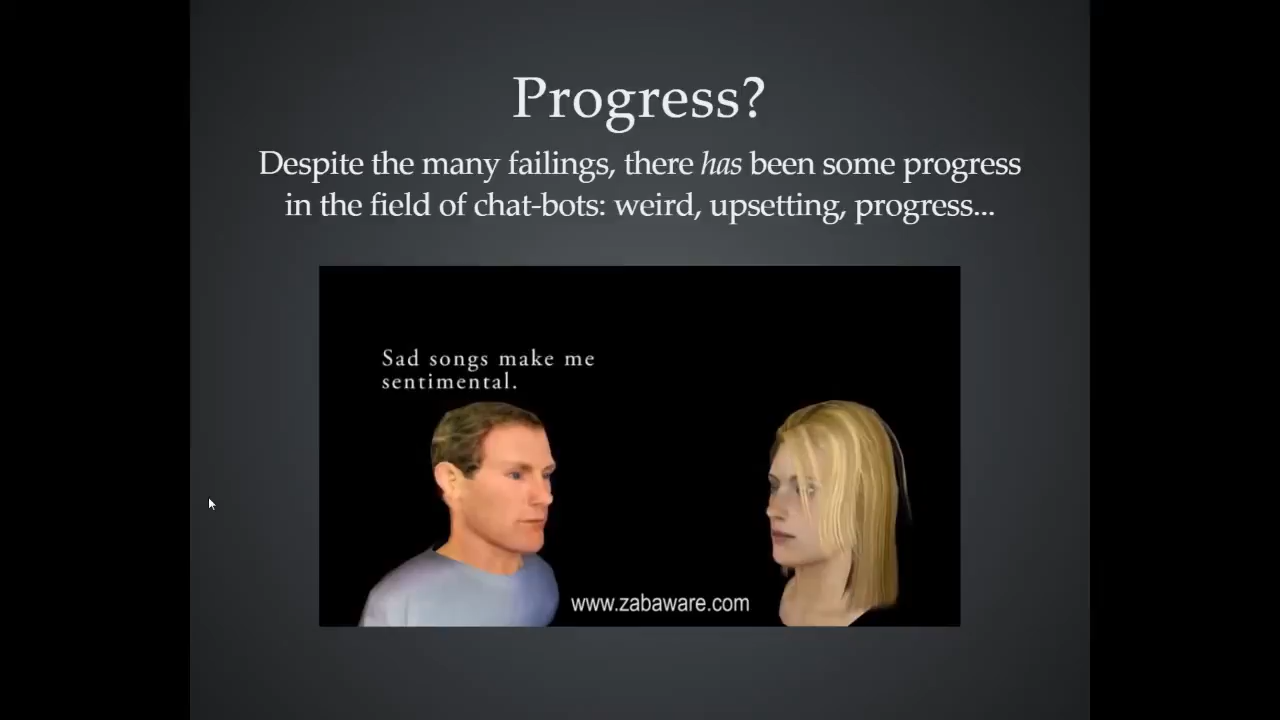 Progress?
Despite the many failings, there has been some progress
in the field of chat-bots: weird, upsetting, progress...
Sad songs make me
sentimental.
www.zabaware.com